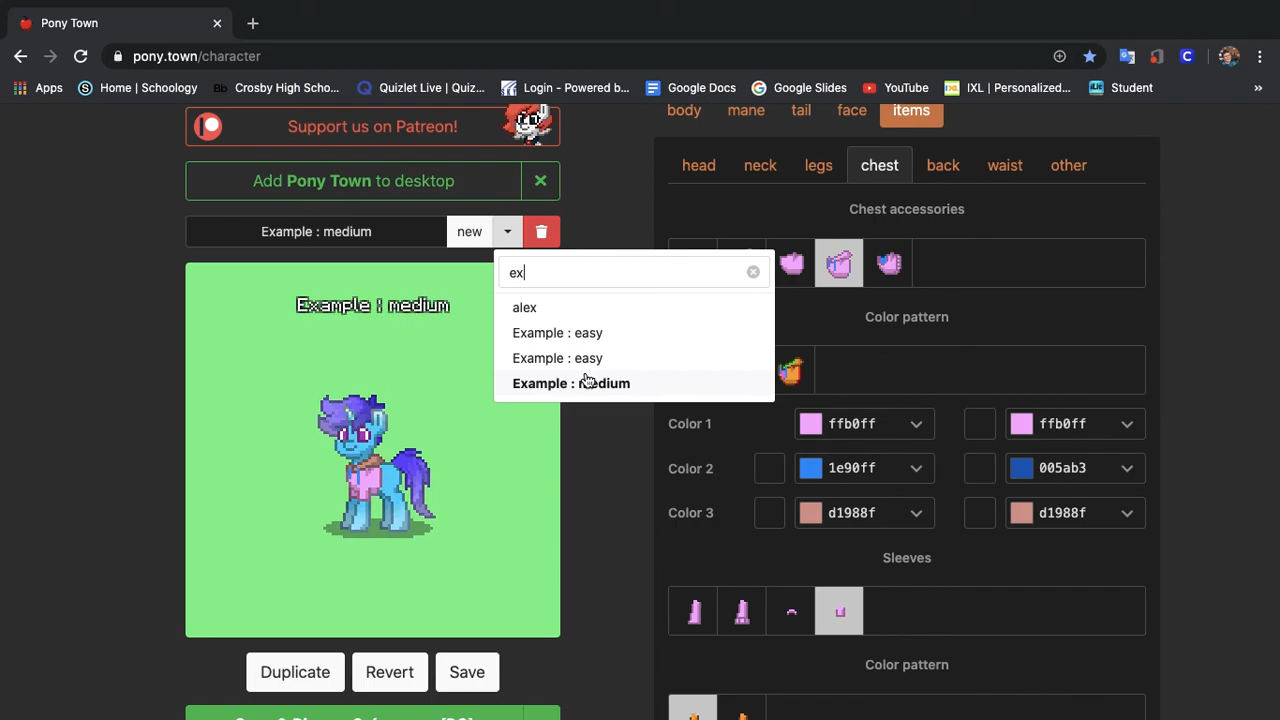 Pony Town
pony.town/character
Apps
Home | Schoology
Bb Crosby High Scho...
Quizlet Live | Quiz...
Login - Powered b...
Google Docs
Google Slides
YouTube
IXL | Personalized...
Student
»
Support us on Patreon!
Add Pony Town to desktop
Example : medium
new
Example : medium
ex
alex
Example : easy
Example : easy
Example : medium
Duplicate
Revert
Save
body
mane
tail
face
items
head
neck
legs
chest
back
waist
other
Chest accessories
Color pattern
Color 1
ffb0ff
ffb0ff
Color 2
1e90ff
005ab3
Color 3
d1988f
d1988f
Sleeves
Color pattern